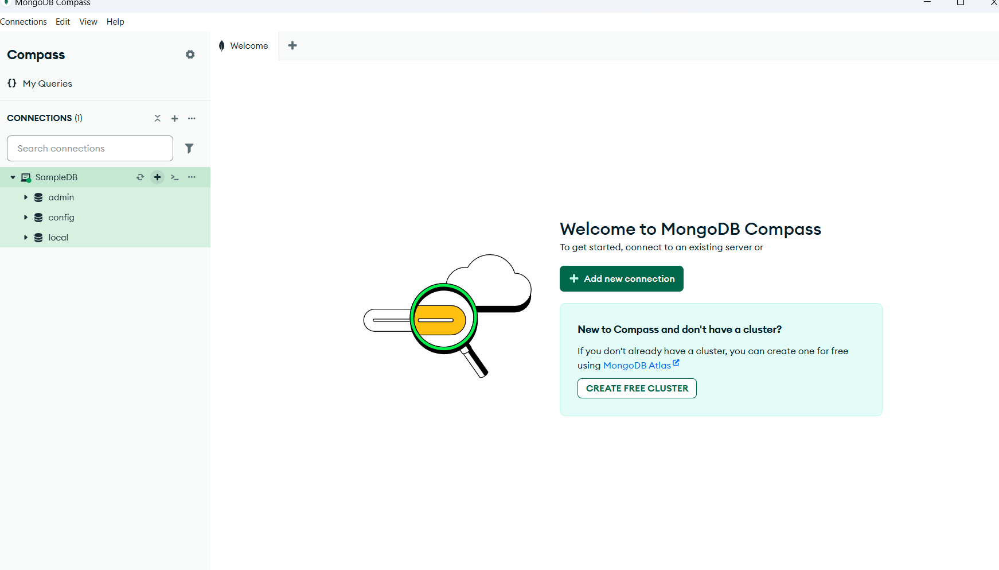 MongoDB Compass
Connections Edit View Help
Compass
My Queries
CONNECTIONS (1)
Search connections
SampleDB
admin
config
local
Welcome
Welcome to MongoDB Compass
To get started, connect to an existing server or
Add new connection
New to Compass and don't have a cluster?
If you don't already have a cluster, you can create one for free
using MongoDB Atlas
CREATE FREE CLUSTER